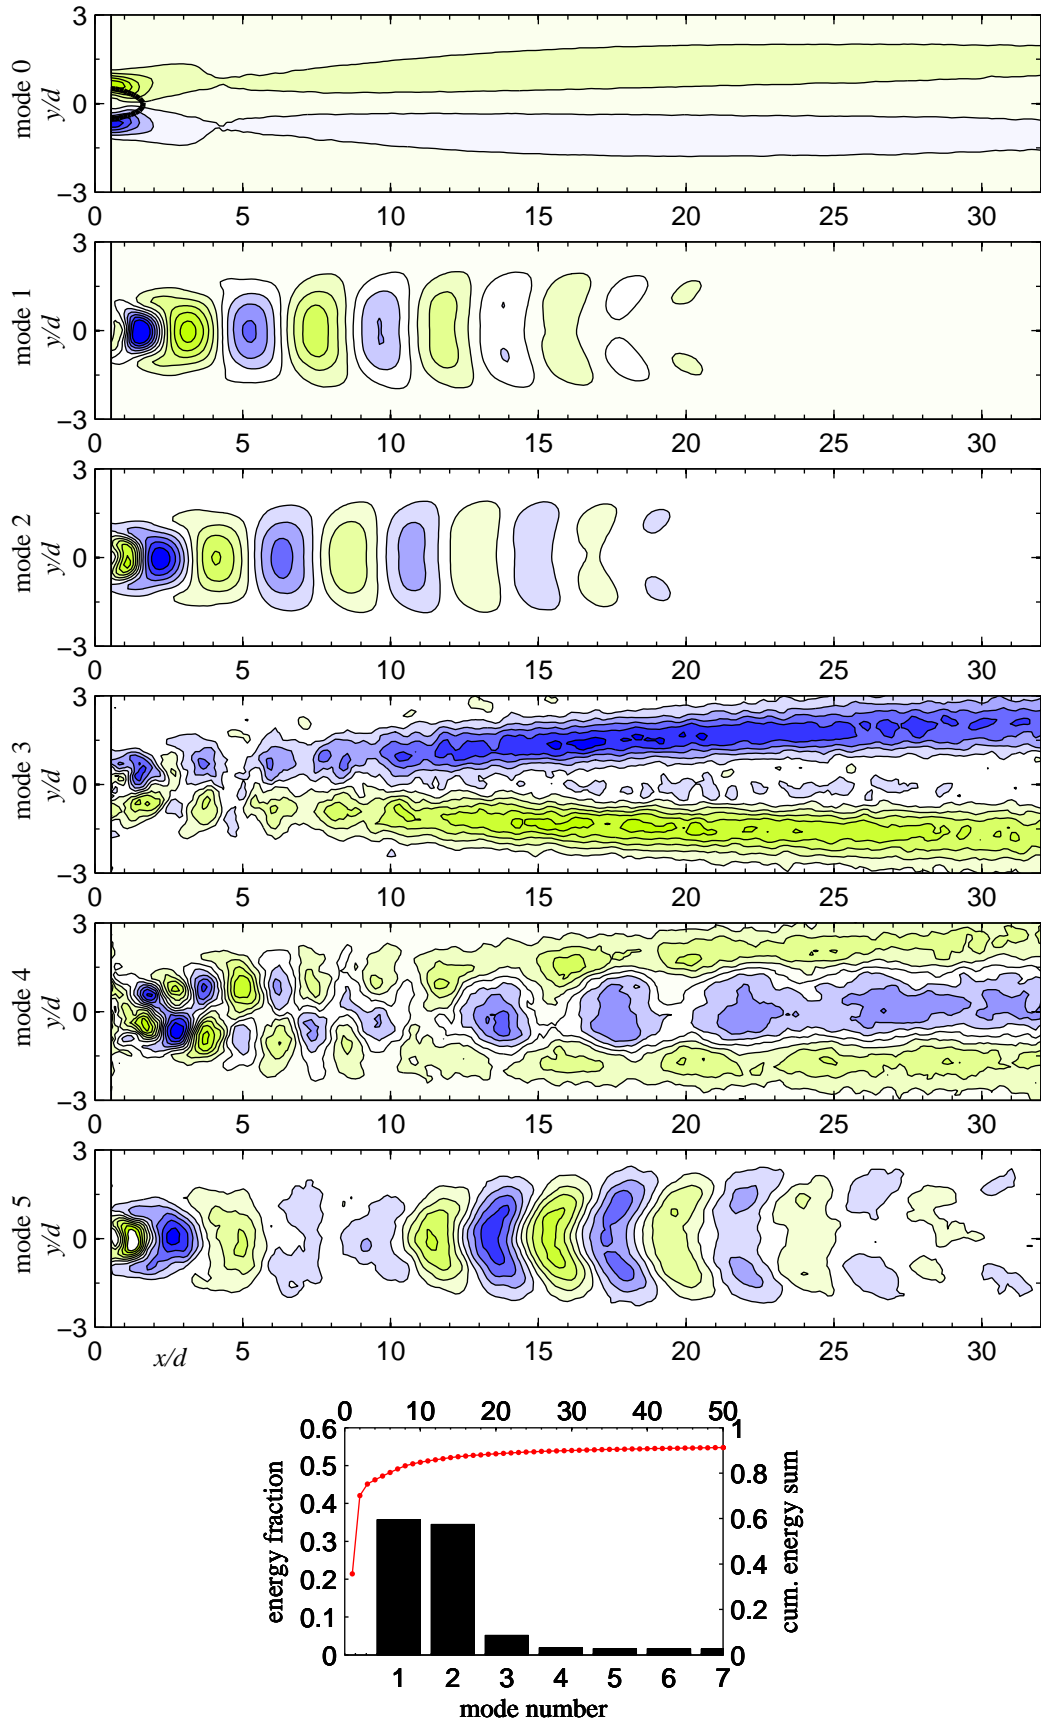 3
0
−3
mode 0
y/d
0 5 10 15 20 25 30
3
0
−3
mode 1
y/d
0 5 10 15 20 25 30
3
0
−3
mode 2
y/d
0 5 10 15 20 25 30
3
0
−3
mode 3
y/d
0 5 10 15 20 25 30
3
0
−3
mode 4
y/d
0 5 10 15 20 25 30
3
0
−3
mode 5
y/d
0 x/d 5 10 15 20 25 30
0 10 20 30 40 50
0.6 1
0.5 0.8
0.4 0.6
0.3 0.4
0.2 0.2
0.1 0
0
energy fraction
cum. energy sum
1 2 3 4 5 6 7
mode number